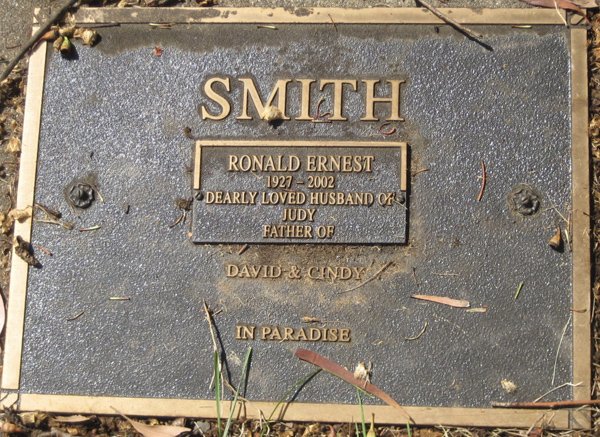 SMITH
RONALD ERNEST
1927 - 2002
DEARLY LOVED HUSBAND OF
JUDY
FATHER OF
DAVID & CINDY
IN PARADISE